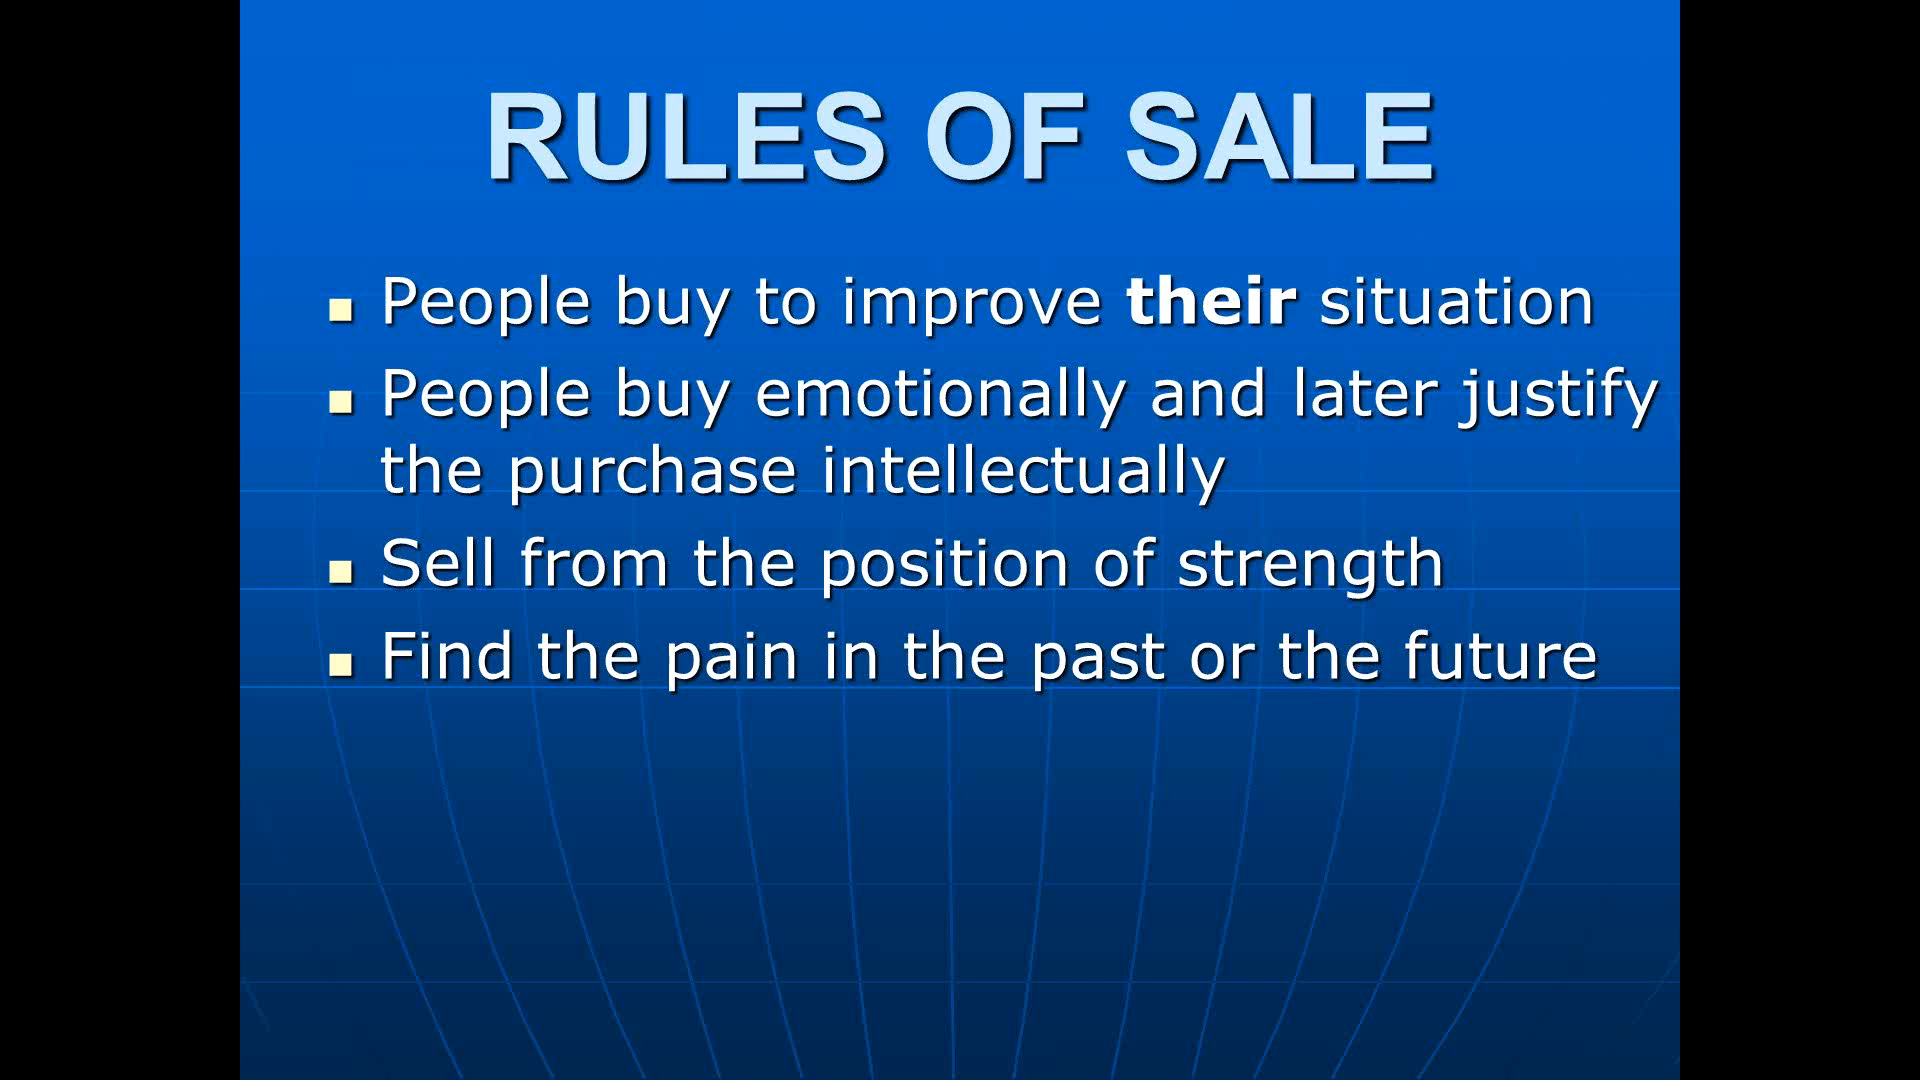 RULES OF SALE
People buy to improve their situation
People buy emotionally and later justify
the purchase intellectually
Sell from the position of strength
Find the pain in the past or the future